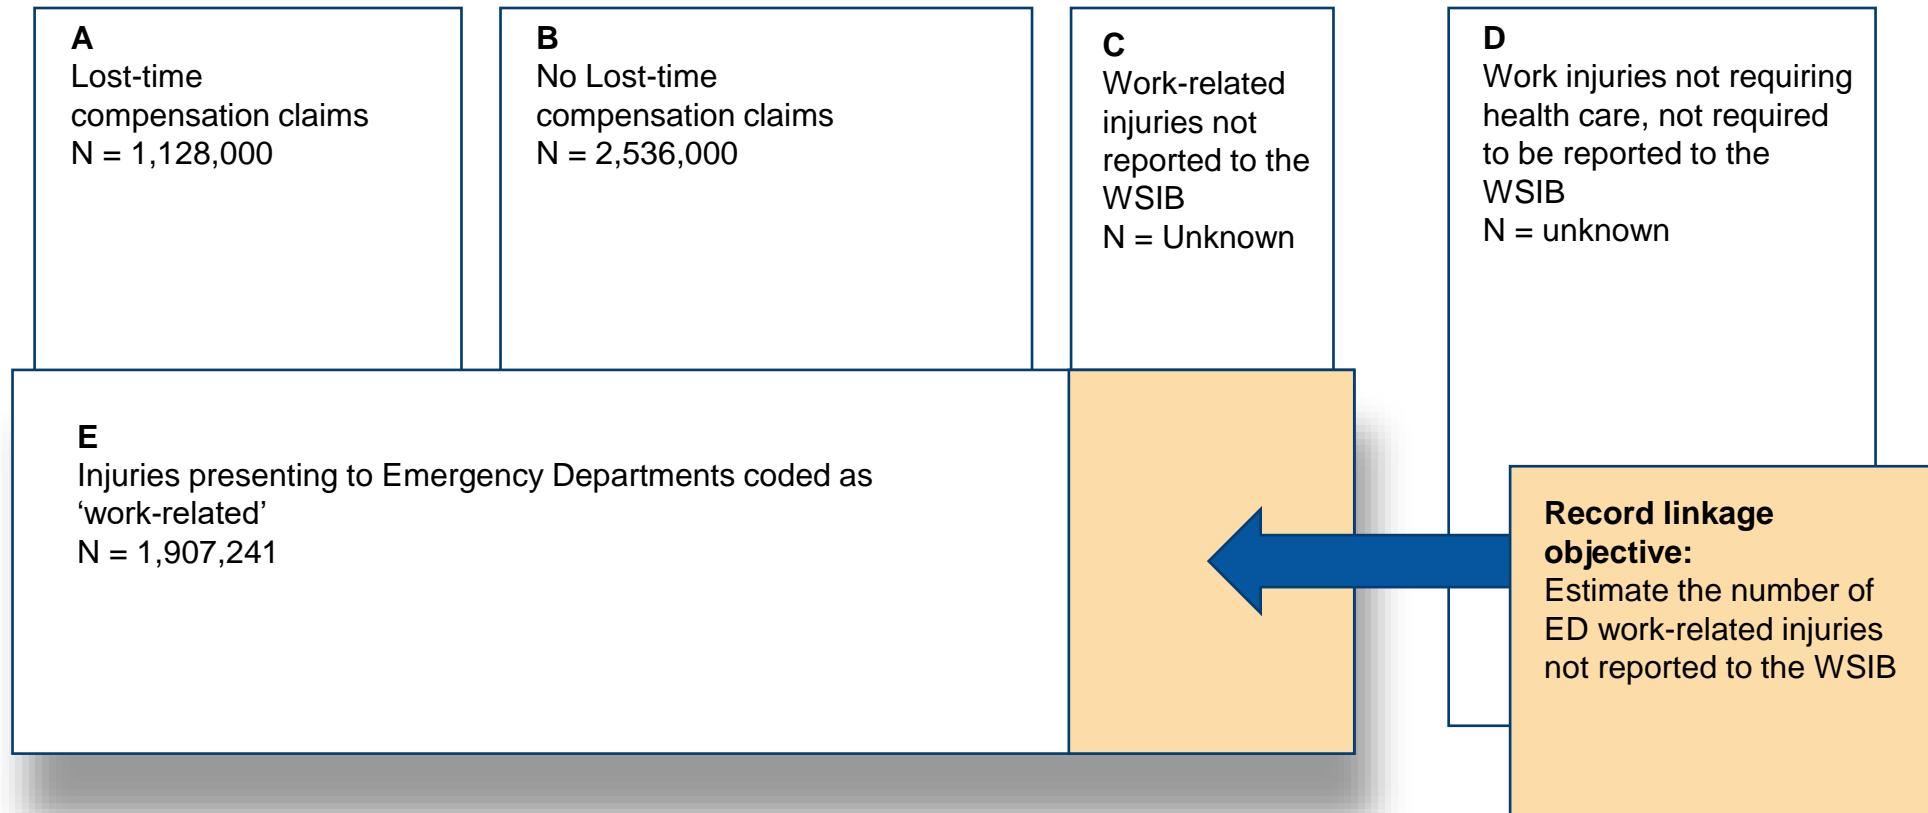 A
Lost-time
compensation claims
N = 1,128,000
B
No Lost-time
compensation claims
N = 2,536,000
C
Work-related
injuries not
reported to the
WSIB
N = Unknown
D
Work injuries not requiring
health care, not required
to be reported to the
WSIB
N = unknown
E
Injuries presenting to Emergency Departments coded as
‘work-related’
N = 1,907,241
Record linkage
objective:
Estimate the number of
ED work-related injuries
not reported to the WSIB